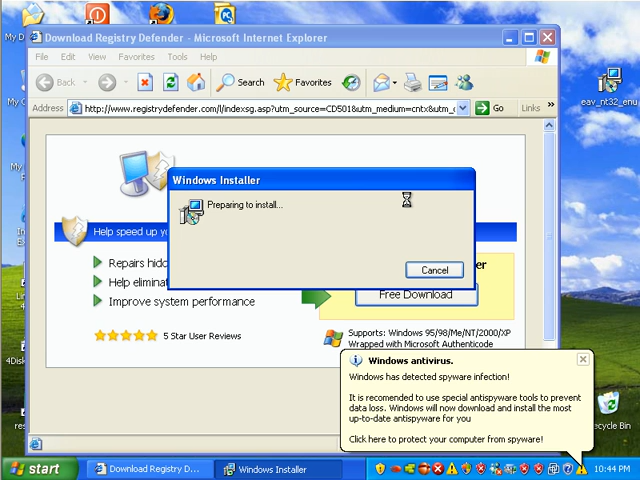 Download Registry Defender - Microsoft Internet Explorer
File Edit View Favorites Tools Help
Back Search Favorites
Address http://www.registrydefender.com/l/indexsg.asp?utm_source=CD501&utm_medium=cntx&utm_ Go Links »
eav_nt32_enu
Windows Installer
Preparing to install...
Cancel
Help speed up
Repairs
Help
Improve system performance
Free Download
5 Star User Reviews
Supports: Windows 95/98/Me/NT/2000/XP
Wrapped with Microsoft Authenticode
Windows antivirus.
Windows has detected spyware infection!
It is recomended to use special antispyware tools to prevent
data loss. Windows will now download and install the most
up-to-date antispyware for you
Click here to protect your computer from spyware!
4Disk
ecycle Bin
start
Download Registry D...
Windows Installer
10:44 PM